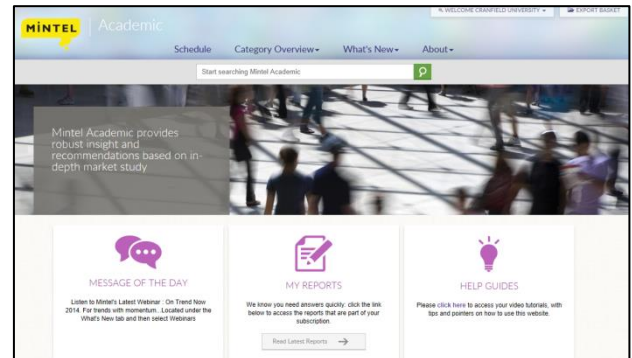 WELCOME CRANFIELD UNIVERSITY
EXPORT BASKET
MiNTEL
Academic
Schedule
Category Overview
What's New
About
Start searching Mintel Academic
Mintel Academic provides
robust insight and
recommendations based on in-
depth market study
MESSAGE OF THE DAY
Listen to Mintel's Latest Webinar : On Trend Now
2014. For trends with momentum...Located under the
What's New tab and then select Webinars
MY REPORTS
We know you need answers quickly, click the link
below to access the reports that are part of your
subscription.
Read Latest Reports
HELP GUIDES
Please click here to access your video tutorials, with
tips and pointers on how to use this website.